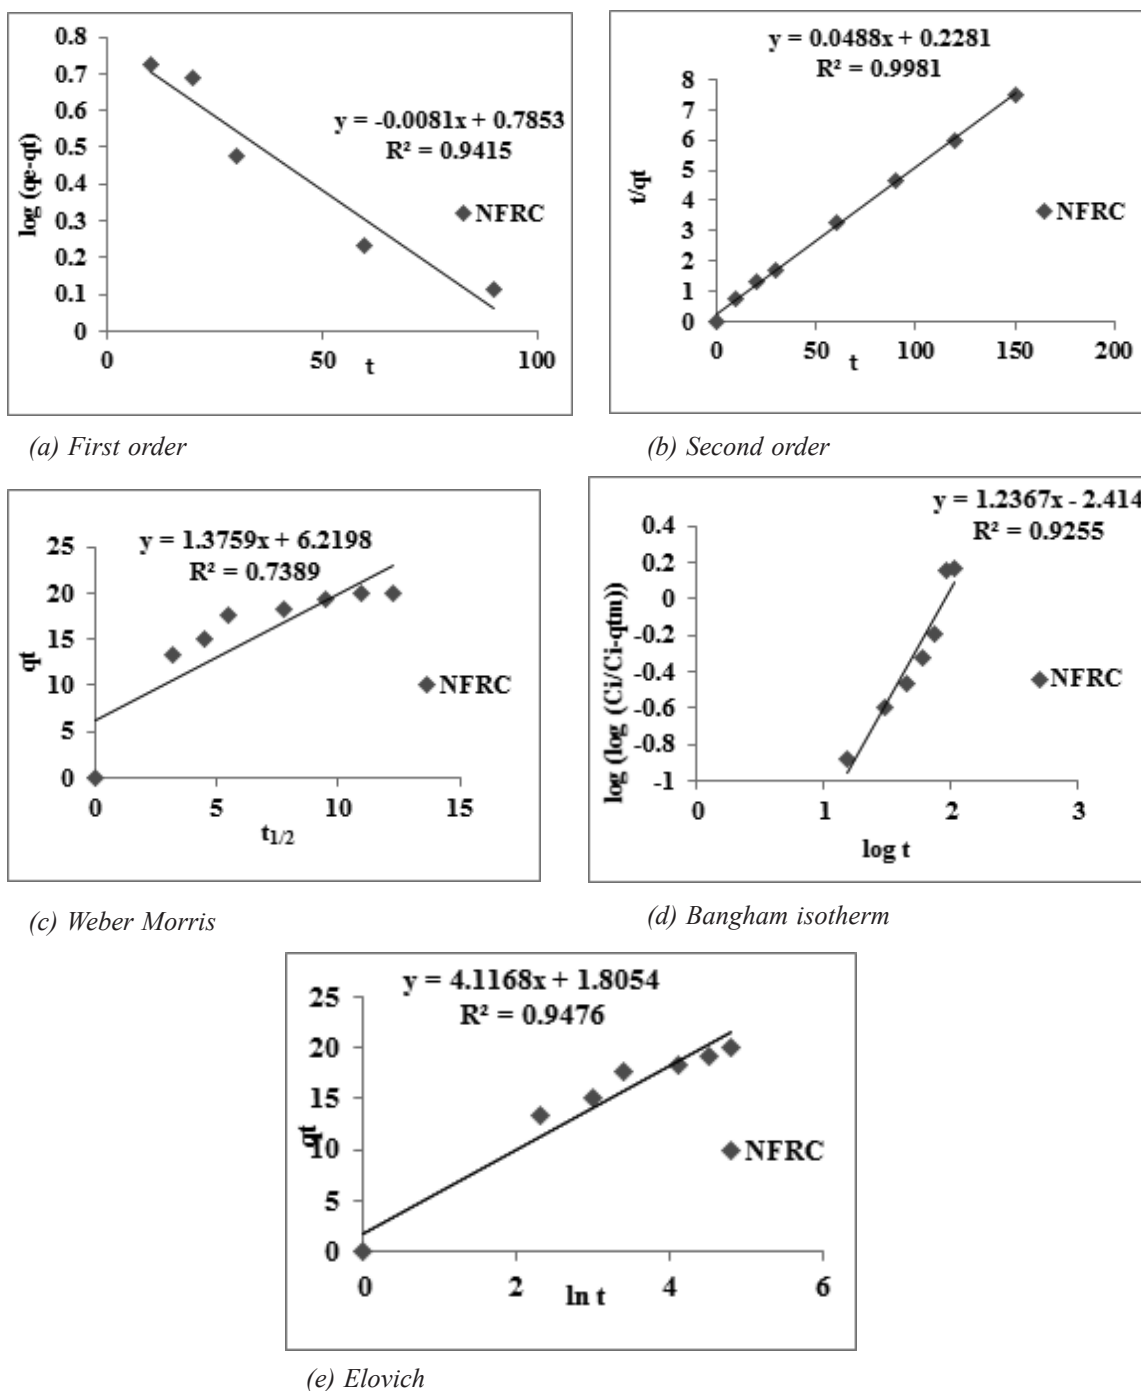 0.8
0.7
0.6
0.5
0.4
0.3
0.2
0.1
0
log (qe-qt)
y = -0.0081x + 0.7853
R² = 0.9415
NFRC
0 50 100
t
(a) First order
y = 0.0488x + 0.2281
R² = 0.9981
8
7
6
5
4
3
2
1
0
t/qt
NFRC
0 50 100 150 200
t
(b) Second order
y = 1.3759x + 6.2198
R² = 0.7389
25
20
15
10
5
0
qt
NFRC
0 5 10 15
t1/2
(c) Weber Morris
y = 1.2367x - 2.414
R² = 0.9255
0.4
0.2
0
-0.2
-0.4
-0.6
-0.8
-1
log (log (Ci/Ci-qtm))
NFRC
0 1 2 3
log t
(d) Bangham isotherm
y = 4.1168x + 1.8054
R² = 0.9476
25
20
15
10
5
0
qt
NFRC
0 2 4 6
ln t
(e) Elovich